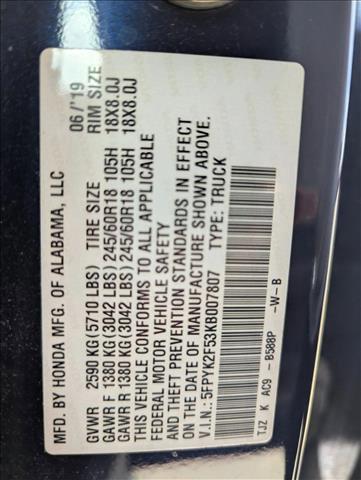 MFD. BY HONDA MFG. OF ALABAMA, LLC 06/'19
GVWR 2590 KG(5710 LBS) TIRE SIZE RIM SIZE
GAWR F 1380 KG(3042 LBS) 245/60R18 105H 18X8.0J
GAWR R 1380 KG(3042 LBS) 245/60R18 105H 18X8.0J
THIS VEHICLE CONFORMS TO ALL APPLICABLE
FEDERAL MOTOR VEHICLE SAFETY
AND THEFT PREVENTION STANDARDS IN EFFECT
ON THE DATE OF MANUFACTURE SHOWN ABOVE.
V.I.N.: 5FPYK2F53KB007807 TYPE: TRUCK
TJZ K AC9 - B588P -W-B